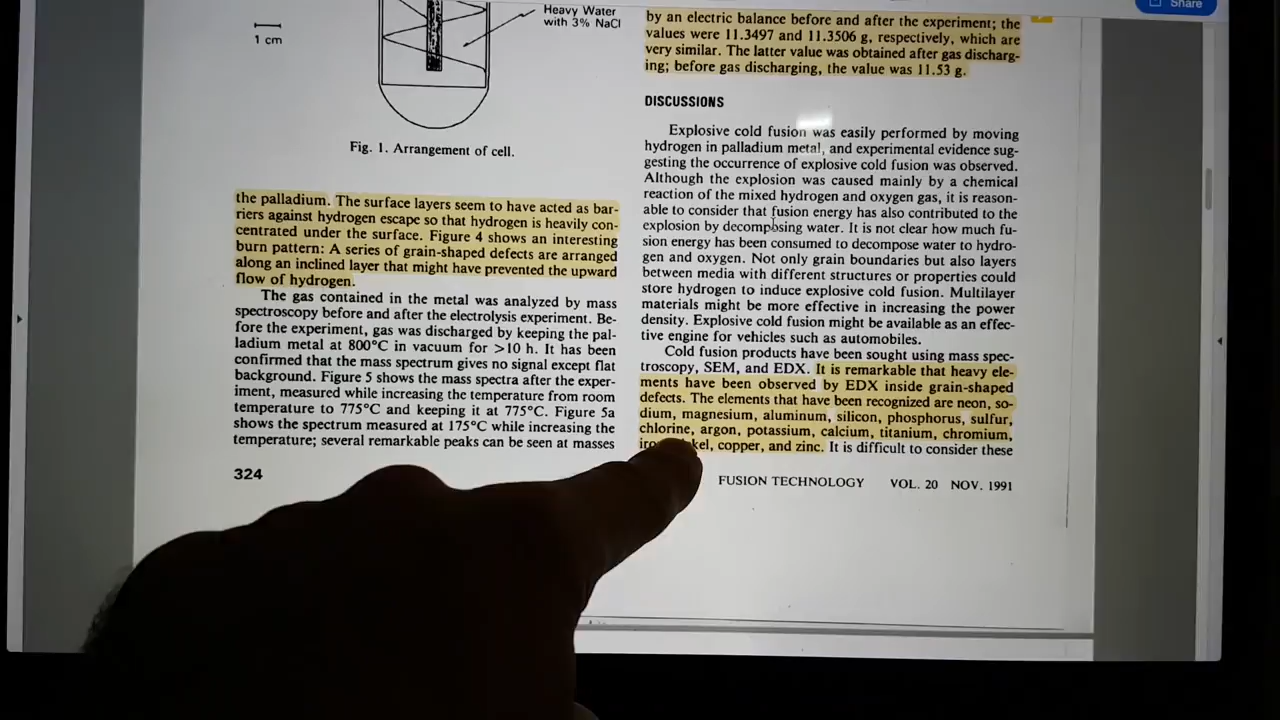 Share
Heavy Water
with 3% NaCl
1 cm
Fig. 1. Arrangement of cell.
the palladium. The surface layers seem to have acted as bar-
riers against hydrogen escape so that hydrogen is heavily con-
centrated under the surface. Figure 4 shows an interesting
burn pattern: A series of grain-shaped defects are arranged
along an inclined layer that might have prevented the upward
flow of hydrogen.
The gas contained in the metal was analyzed by mass
spectroscopy before and after the electrolysis experiment. Be-
fore the experiment, gas was discharged by keeping the pal-
ladium metal at 800°C in vacuum for >10 h. It has been
confirmed that the mass spectrum gives no signal except flat
background. Figure 5 shows the mass spectra after the exper-
iment, measured while increasing the temperature from room
temperature to 775°C and keeping it at 775°C. Figure 5a
shows the spectrum measured at 175°C while increasing the
temperature; several remarkable peaks can be seen at masses
324
by an electric balance before and after the experiment; the
values were 11.3497 and 11.3506 g, respectively, which are
very similar. The latter value was obtained after gas discharg-
ing; before gas discharging, the value was 11.53 g.
DISCUSSIONS
Explosive cold fusion was easily performed by moving
hydrogen in palladium metal, and experimental evidence sug-
gesting the occurrence of explosive cold fusion was observed.
Although the explosion was caused mainly by a chemical
reaction of the mixed hydrogen and oxygen gas, it is reason-
able to consider that fusion energy has also contributed to the
explosion by decomposing water. It is not clear how much fu-
sion energy has been consumed to decompose water to hydro-
gen and oxygen. Not only grain boundaries but also layers
between media with different structures or properties could
store hydrogen to induce explosive cold fusion. Multilayer
materials might be more effective in increasing the power
density. Explosive cold fusion might be available as an effec-
tive engine for vehicles such as automobiles.
Cold fusion products have been sought using mass spec-
troscopy, SEM, and EDX. It is remarkable that heavy ele-
ments have been observed by EDX inside grain-shaped
defects. The elements that have been recognized are neon, so-
dium, magnesium, aluminum, silicon, phosphorus, sulfur,
chlorine, argon, potassium, calcium, titanium, chromium,
copper, and zinc. It is difficult to consider these
FUSION TECHNOLOGY VOL. 20 NOV. 1991